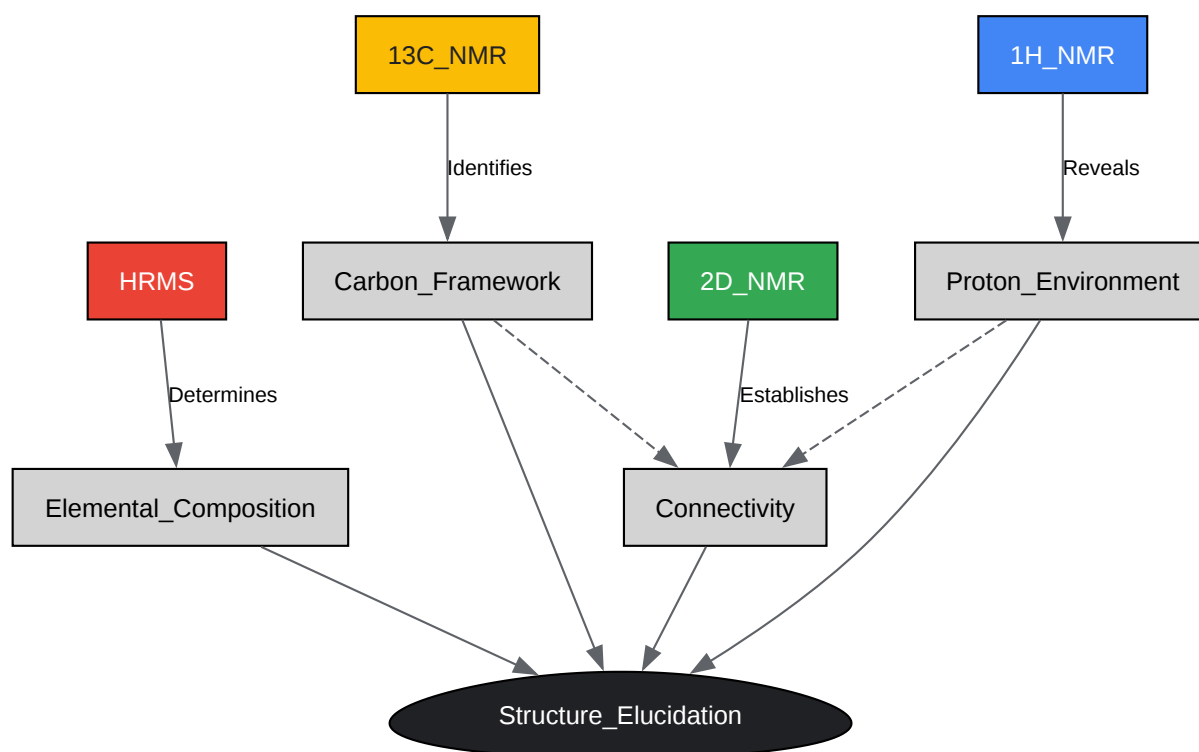 13C_NMR
1H_NMR
Identifies
Reveals
HRMS
Carbon_Framework
2D_NMR
Proton_Environment
Determines
Establishes
Elemental_Composition
Connectivity
Structure_Elucidation